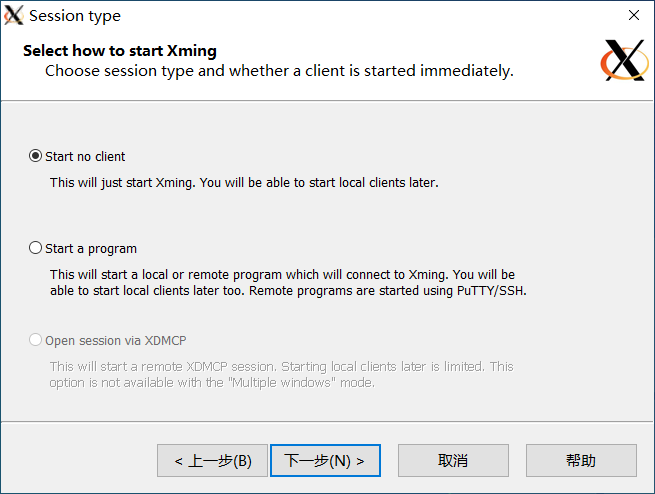 Session type
Select how to start Xming
Choose session type and whether a client is started immediately.
Start no client
This will just start Xming. You will be able to start local clients later.
Start a program
This will start a local or remote program which will connect to Xming. You will be
able to start local clients later too. Remote programs are started using PuTTY/SSH.
Open session via XDMCP
This will start a remote XDMCP session. Starting local clients later is limited. This
option is not available with the "Multiple windows" mode.
< 上一步(B) 下一步(N) > 取消 帮助